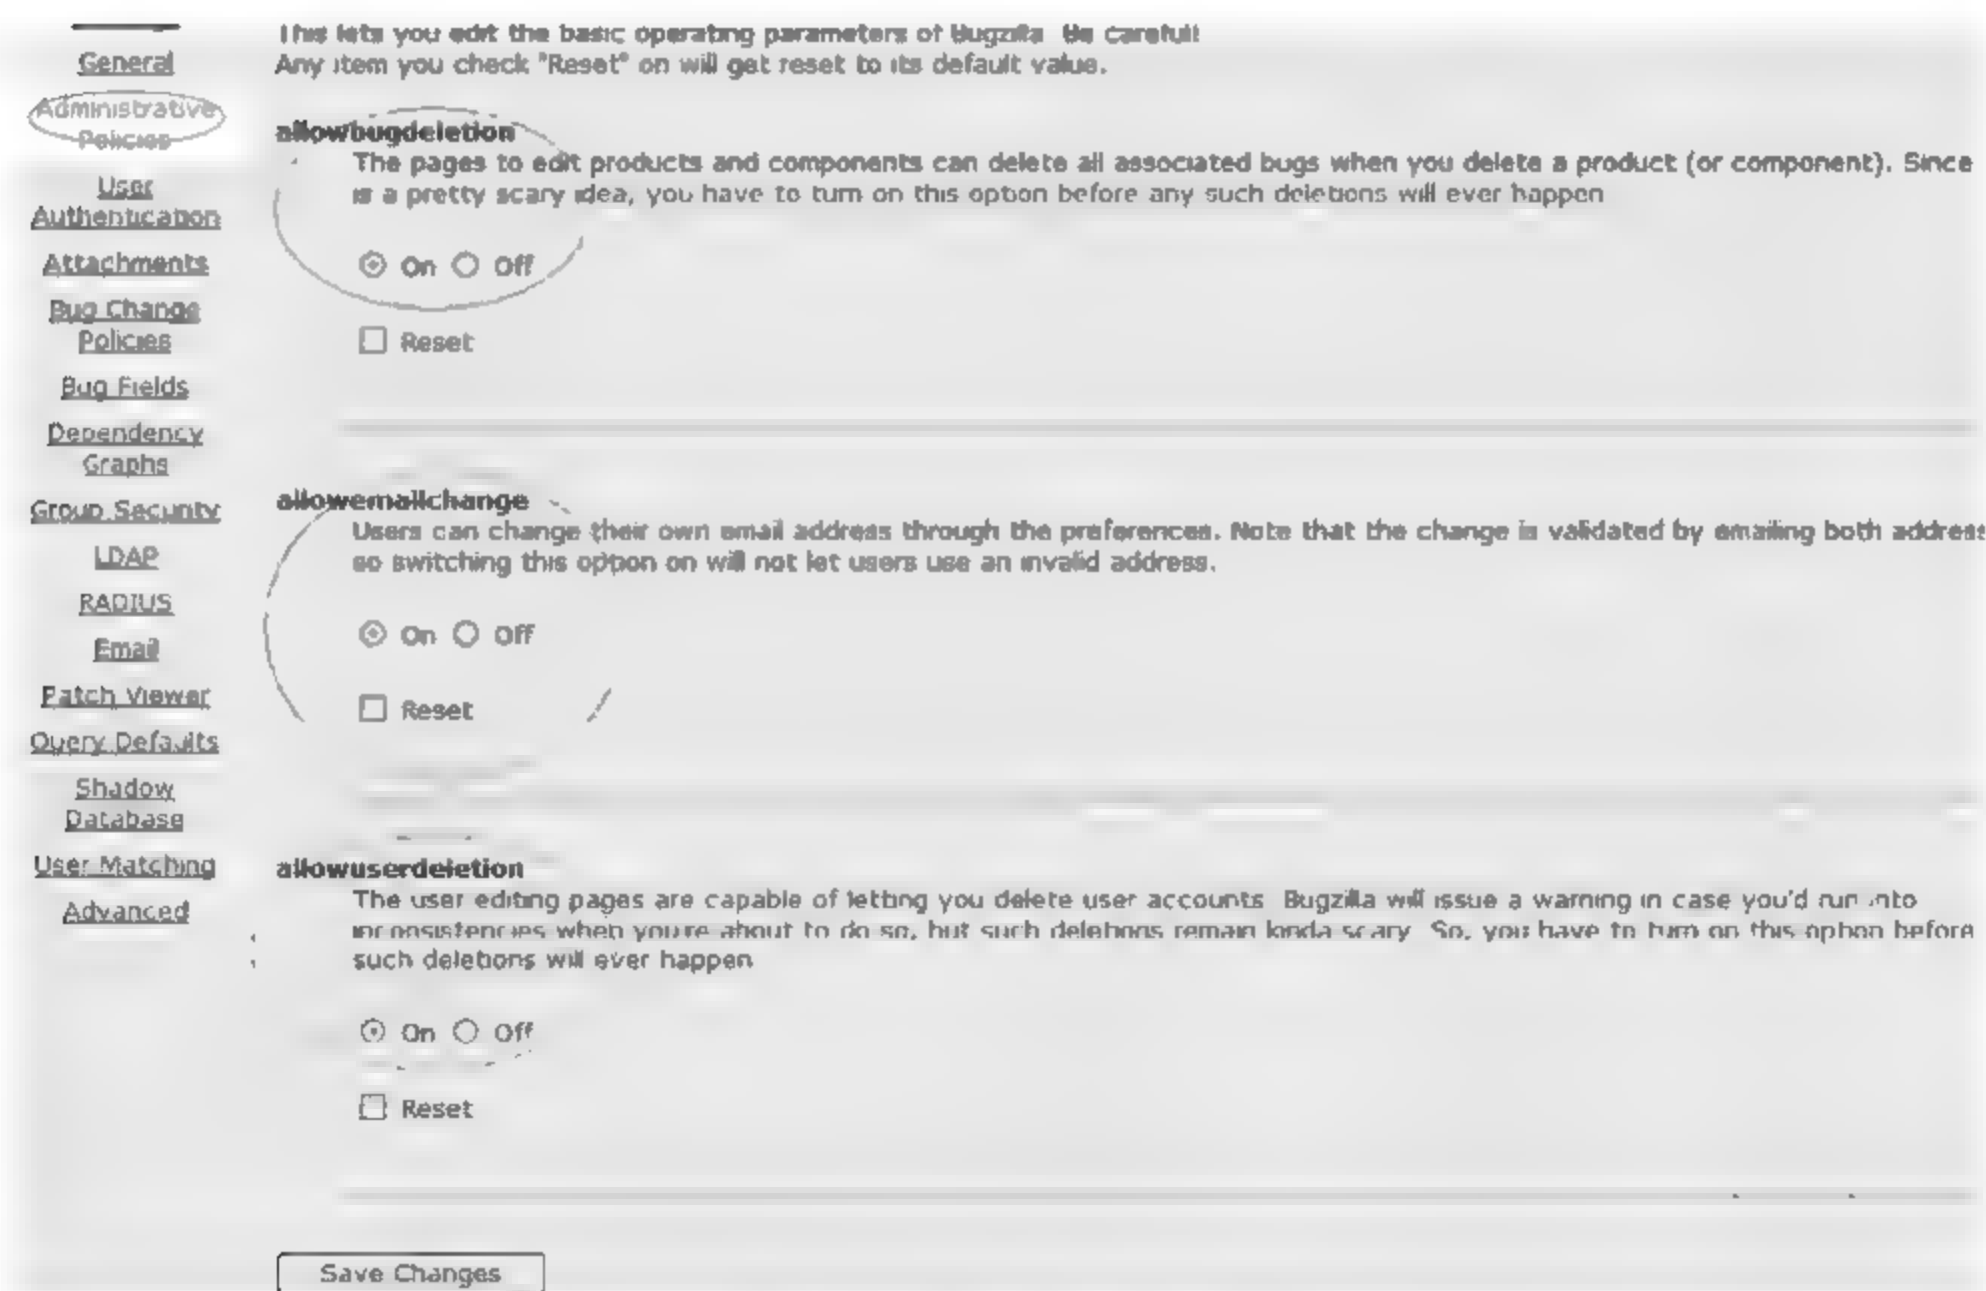 General
Administrative
Policies
User
Authentication
Attachments
Bug Change
Policies
Bug Fields
Dependency
Graphs
Group Security
LDAP
RADIUS
Email
Patch Viewer
Query Defaults
Shadow
Database
User Matching
Advanced
This lets you edit the basic operating parameters of Bugzilla. Be careful!
Any item you check "Reset" on will get reset to its default value.
allowbugdeletion
The pages to edit products and components can delete all associated bugs when you delete a product (or component). Since
is a pretty scary idea, you have to turn on this option before any such deletions will ever happen
On Off
Reset
allowemailchange
Users can change their own email address through the preferences. Note that the change is validated by emailing both address
so switching this option on will not let users use an invalid address.
On Off
Reset
allowuserdeletion
The user editing pages are capable of letting you delete user accounts. Bugzilla will issue a warning in case you'd run into
inconsistencies when you're about to do so, but such deletions remain kinda scary. So, you have to turn on this option before
such deletions will ever happen
On Off
Reset
Save Changes